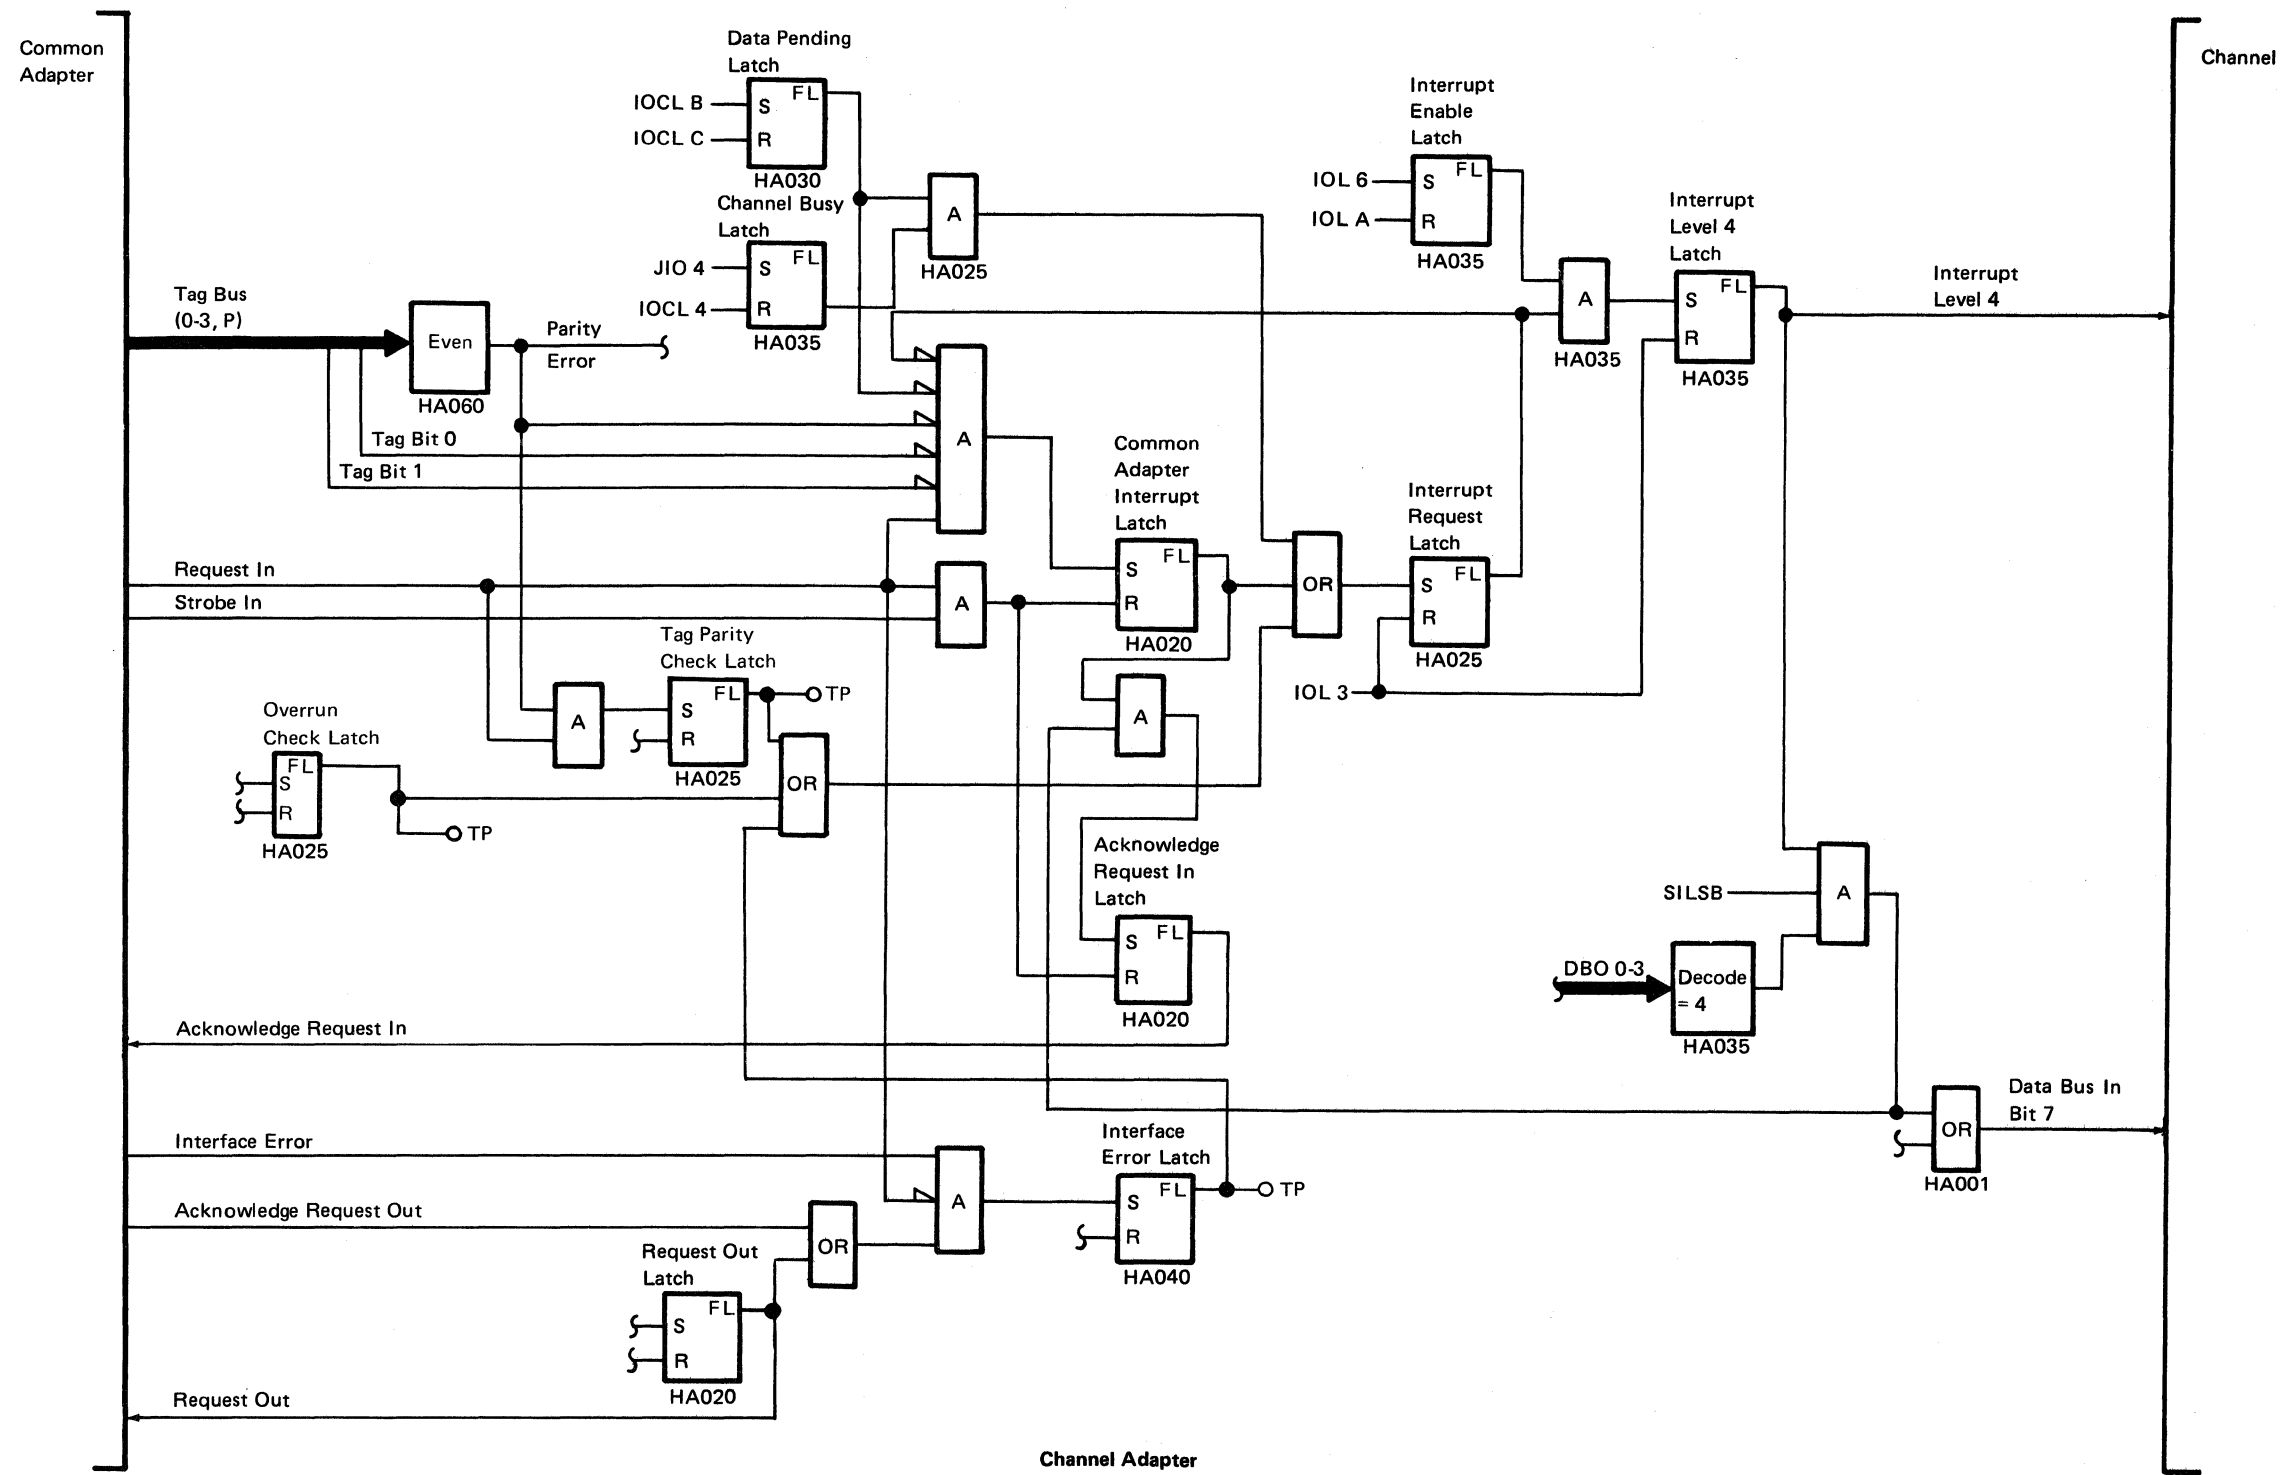 Common
Adapter
Channel
Data Pending
Latch
IOCL B
IOCL C
S
FL
R
HA030
Channel Busy
Latch
JIO 4
IOCL 4
S
FL
R
HA035
A
HA025
Interrupt
Enable
Latch
IOL 6
IOL A
S
FL
R
HA035
A
HA035
Interrupt
Level 4
Latch
S
FL
R
HA035
Interrupt
Level 4
Tag Bus
(0-3, P)
Even
HA060
Parity
Error
Tag Bit 0
Tag Bit 1
A
Common
Adapter
Interrupt
Latch
S
FL
R
HA020
Request In
Strobe In
A
OR
Interrupt
Request
Latch
S
FL
R
HA025
IOL 3
Tag Parity
Check Latch
A
S
FL
R
HA025
TP
Overrun
Check Latch
FL
S
R
HA025
TP
OR
A
Acknowledge
Request In
Latch
S
FL
R
HA020
SILSB
A
DBO 0-3
Decode
= 4
HA035
Acknowledge Request In
Data Bus In
Bit 7
OR
HA001
Interface Error
A
Interface
Error Latch
S
FL
R
HA040
TP
Acknowledge Request Out
OR
Request Out
Latch
FL
S
R
HA020
Request Out
Channel Adapter